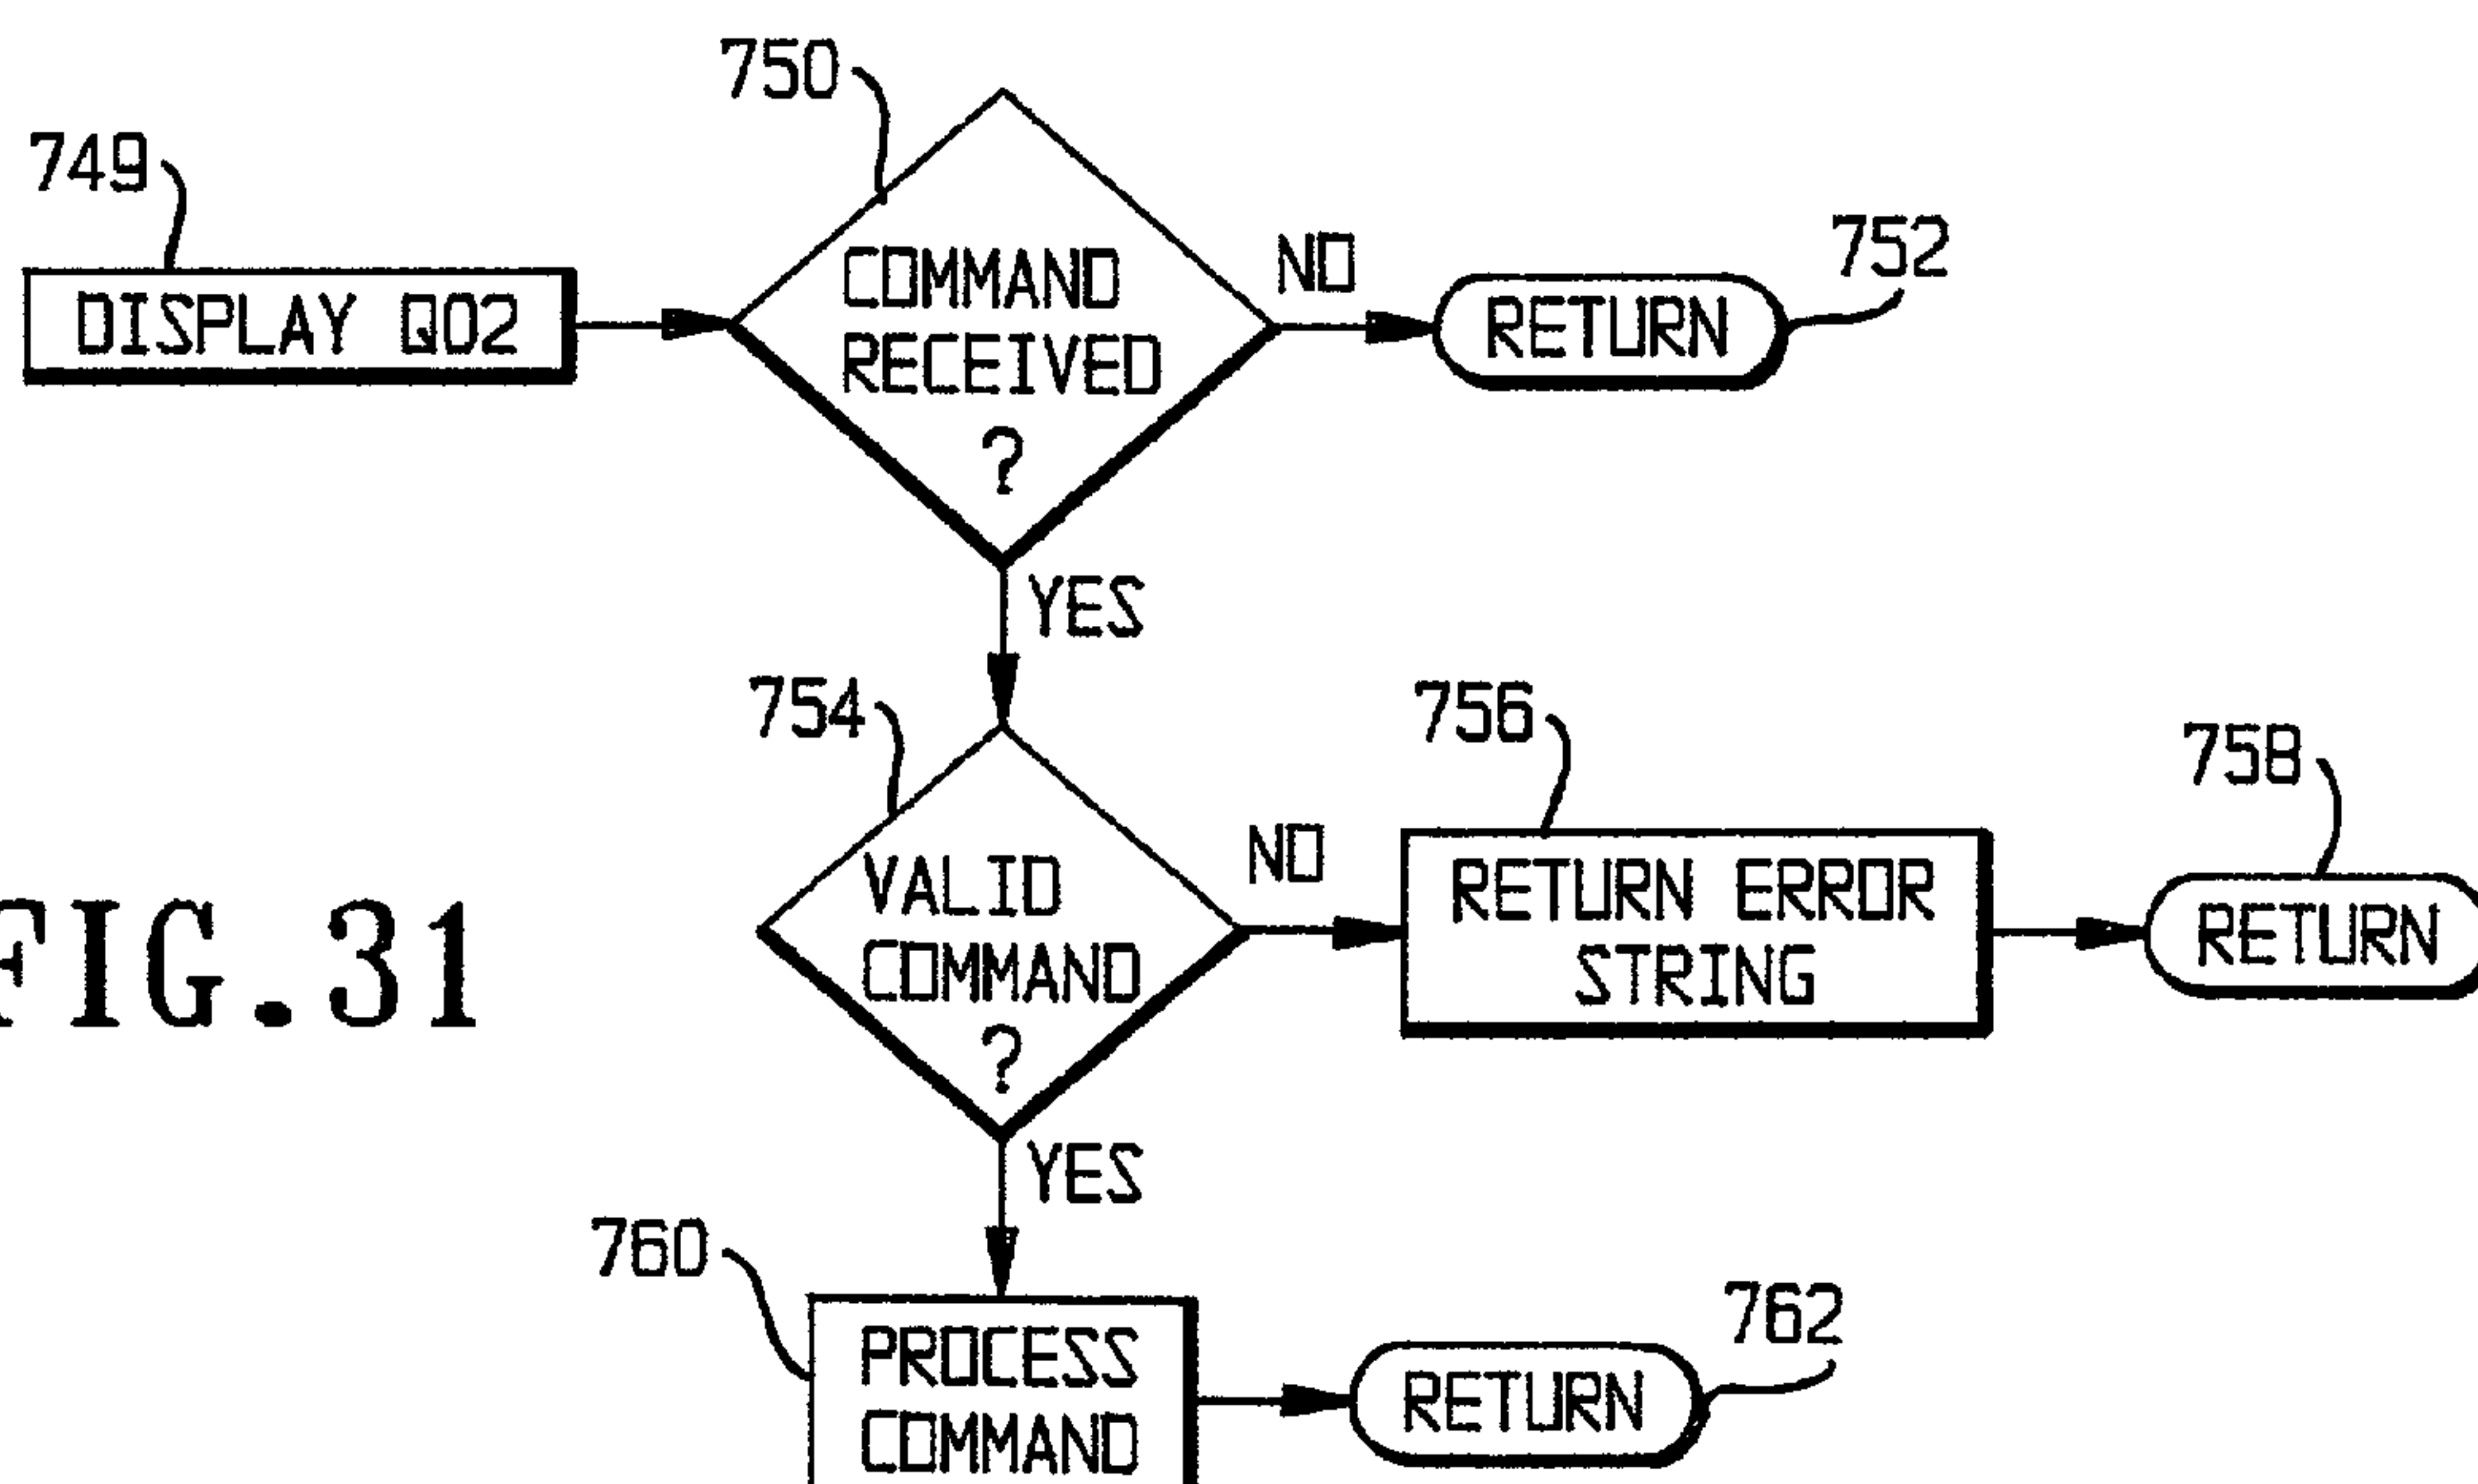 750
749
COMMAND
RECEIVED
?
NO
752
DISPLAY Q02
RETURN
YES
754
VALID
COMMAND
?
NO
756
RETURN ERROR
STRING
758
RETURN
FIG.31
YES
760
PROCESS
COMMAND
762
RETURN